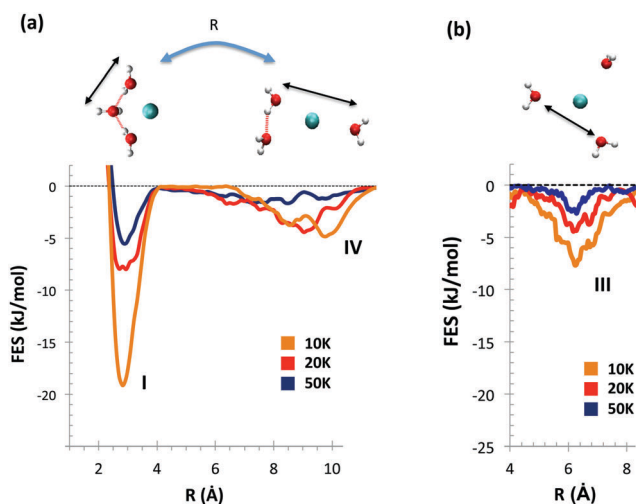 (a)
R
0
-5
-10
-15
-20
FES (kJ/mol)
I
IV
10K
20K
50K
2 4 6 8 10
R (Å)
(b)
0
-5
-10
-15
-20
-25
FES (kJ/mol)
III
10K
20K
50K
4 6 8
R (Å)